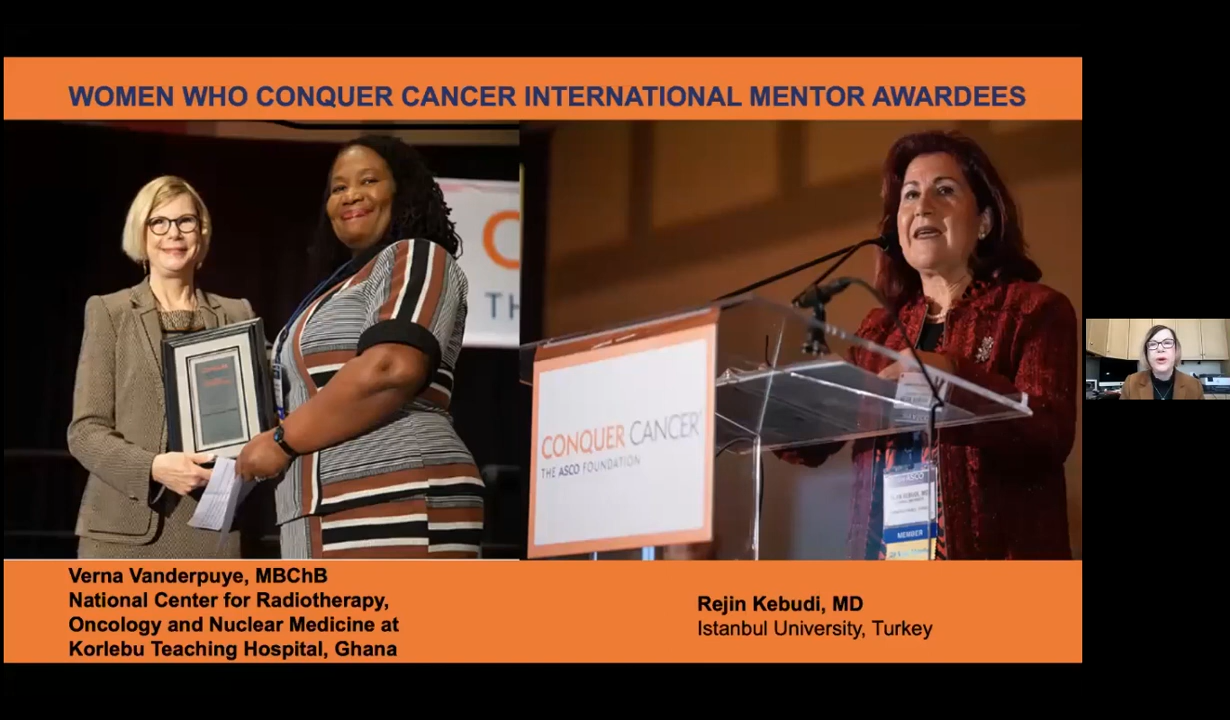 WOMEN WHO CONQUER CANCER INTERNATIONAL MENTOR AWARDEES
CONQUER CANCER
THE ASCO FOUNDATION
MEMBER
Verna Vanderpuye, MBChB
National Center for Radiotherapy,
Oncology and Nuclear Medicine at
Korlebu Teaching Hospital, Ghana
Rejin Kebudi, MD
Istanbul University, Turkey